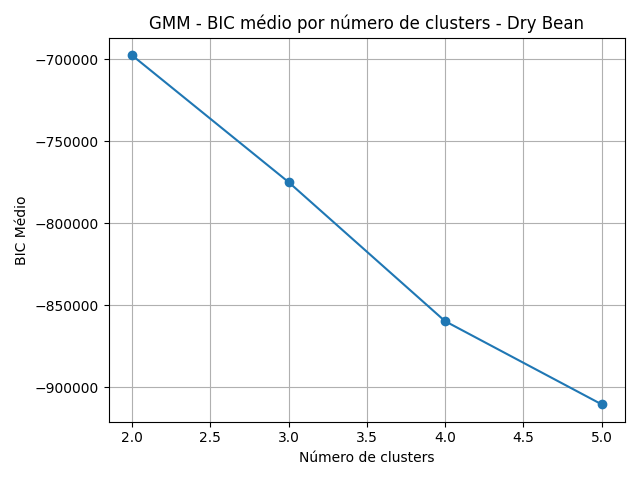 GMM - BIC médio por número de clusters - Dry Bean
−700000
−750000
−800000
−850000
−900000
BIC Médio
2.0 2.5 3.0 3.5 4.0 4.5 5.0
Número de clusters